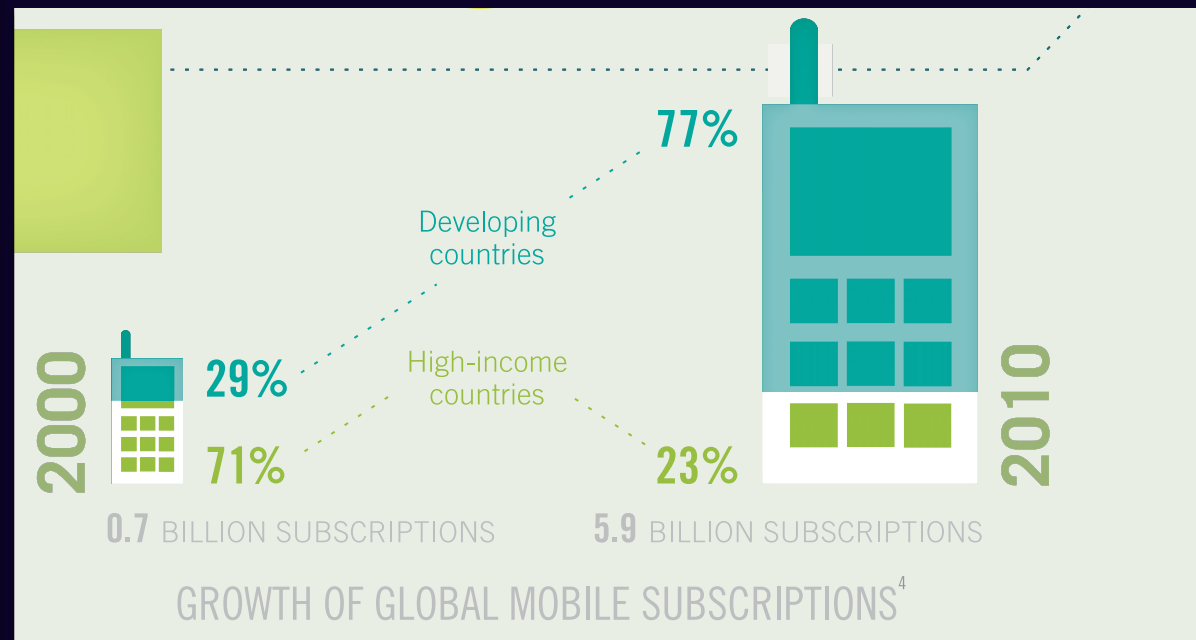 77%
Developing
countries
2000
29%
High-income
countries
2010
71%
23%
0.7 BILLION SUBSCRIPTIONS
5.9 BILLION SUBSCRIPTIONS
GROWTH OF GLOBAL MOBILE SUBSCRIPTIONS4